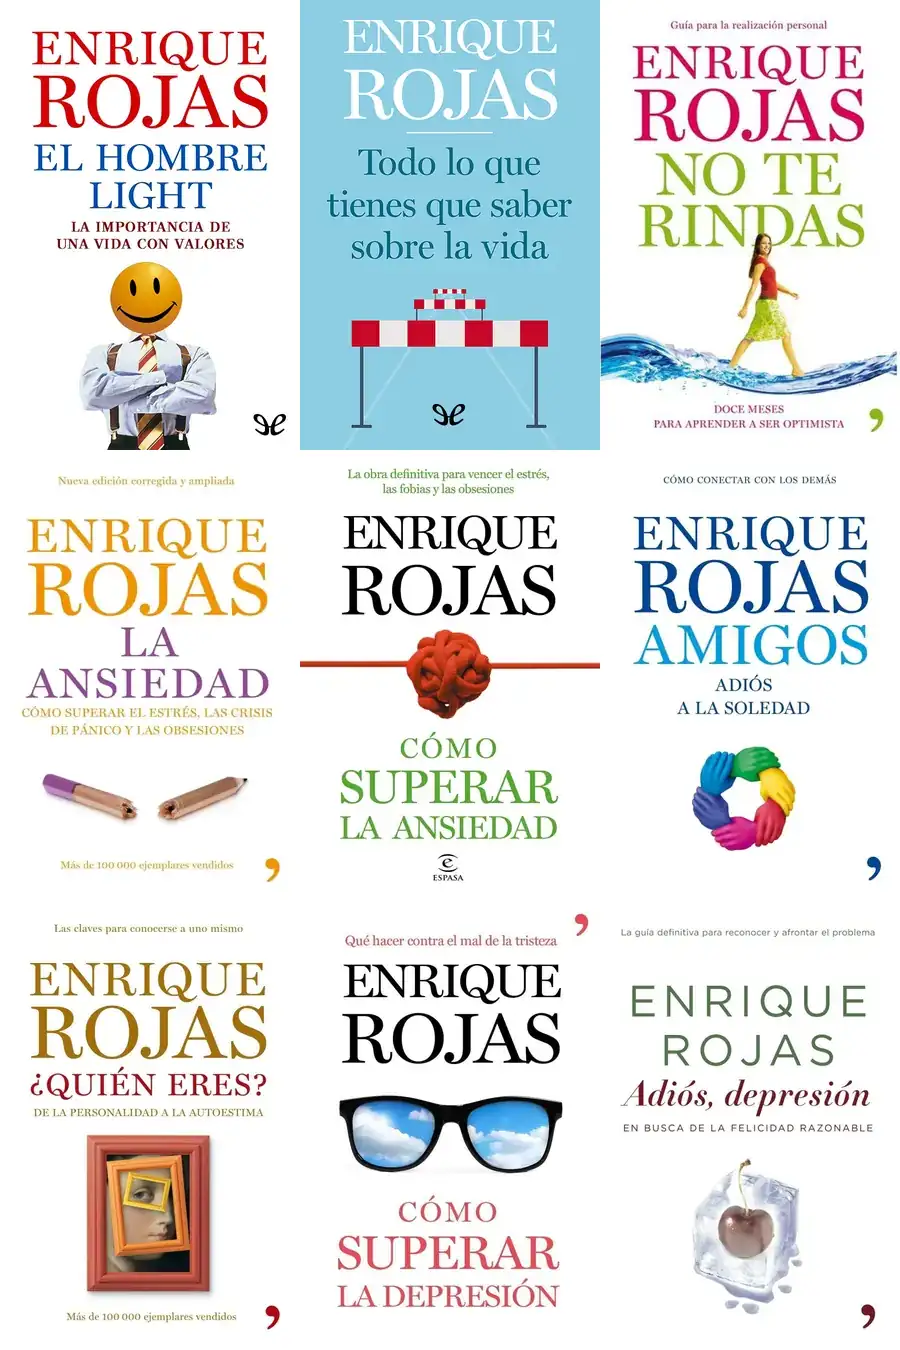 ENRIQUE
ROJAS
EL HOMBRE
LIGHT
LA IMPORTANCIA DE
UNA VIDA CON VALORES
ENRIQUE
ROJAS
Todo lo que
tienes que saber
sobre la vida
Guía para la realización personal
ENRIQUE
ROJAS
NO TE
RINDAS
DOCE MESES
PARA APRENDER A SER OPTIMISTA
Nueva edición corregida y ampliada
ENRIQUE
ROJAS
LA
ANSIEDAD
CÓMO SUPERAR EL ESTRÉS, LAS CRISIS
DE PÁNICO Y LAS OBSESIONES
Más de 100 000 ejemplares vendidos
La obra definitiva para vencer el estrés,
las fobias y las obsesiones
ENRIQUE
ROJAS
CÓMO
SUPERAR
LA ANSIEDAD
ESPASA
CÓMO CONECTAR CON LOS DEMÁS
ENRIQUE
ROJAS
AMIGOS
ADIÓS
A LA SOLEDAD
Las claves para conocerse a uno mismo
ENRIQUE
ROJAS
¿QUIÉN ERES?
DE LA PERSONALIDAD A LA AUTOESTIMA
Más de 100 000 ejemplares vendidos
Qué hacer contra el mal de la tristeza
ENRIQUE
ROJAS
CÓMO
SUPERAR
LA DEPRESIÓN
La guía definitiva para reconocer y afrontar el problema
ENRIQUE
ROJAS
Adiós, depresión
EN BUSCA DE LA FELICIDAD RAZONABLE